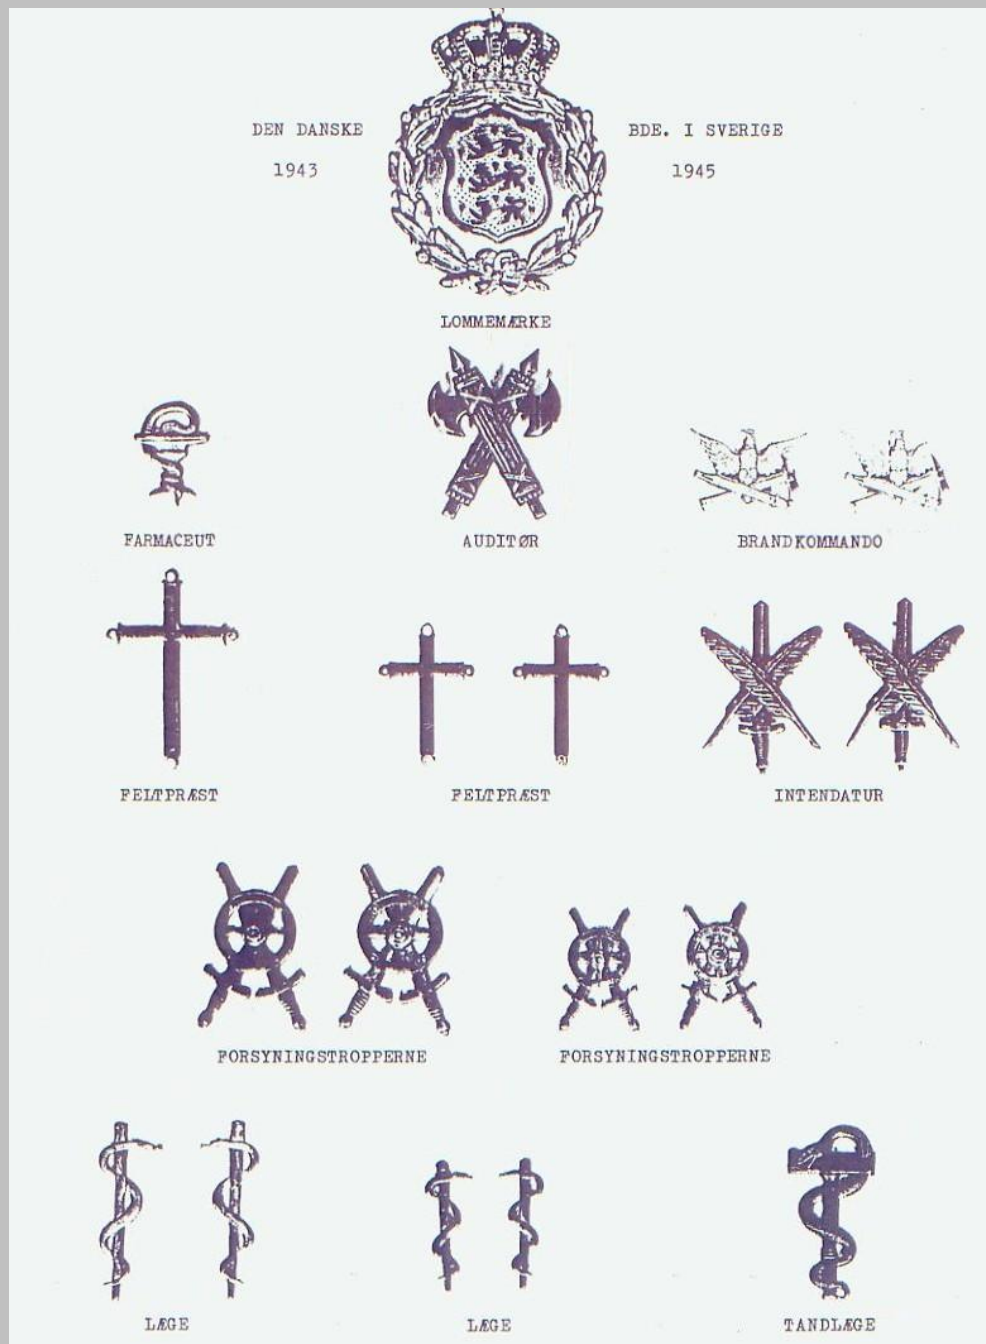 DEN DANSKE BDE. I SVERIGE
1943 1945
LOMMEMÆRKE
FARMACEUT AUDITØR BRANDKOMMANDO
FELTPRÆST FELTPRÆST INTENDATUR
FORSYNINGSTROPPERNE FORSYNINGSTROPPERNE
LÆGE LÆGE TANDLÆGE